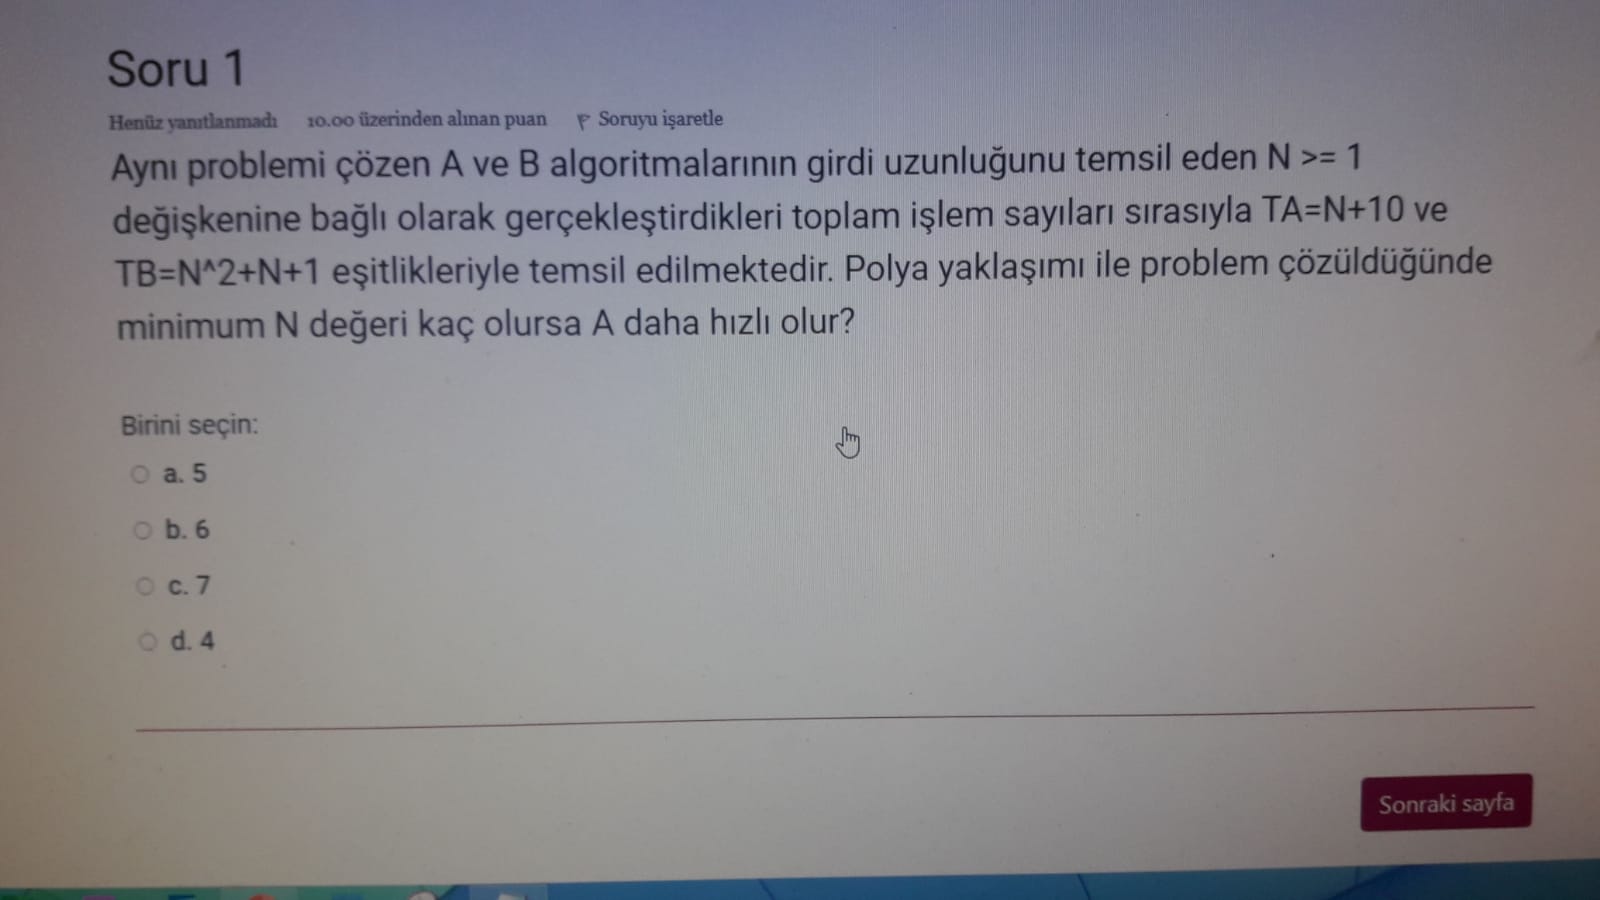 Soru 1
Henüz yanıtlanmadı 10.00 üzerinden alınan puan Soruyu işaretle
Aynı problemi çözen A ve B algoritmalarının girdi uzunluğunu temsil eden N >= 1
değişkenine bağlı olarak gerçekleştirdikleri toplam işlem sayıları sırasıyla TA=N+10 ve
TB=N^2+N+1 eşitlikleriyle temsil edilmektedir. Polya yaklaşımı ile problem çözüldüğünde
minimum N değeri kaç olursa A daha hızlı olur?
Birini seçin:
a. 5
b. 6
c. 7
d. 4
Sonraki sayfa